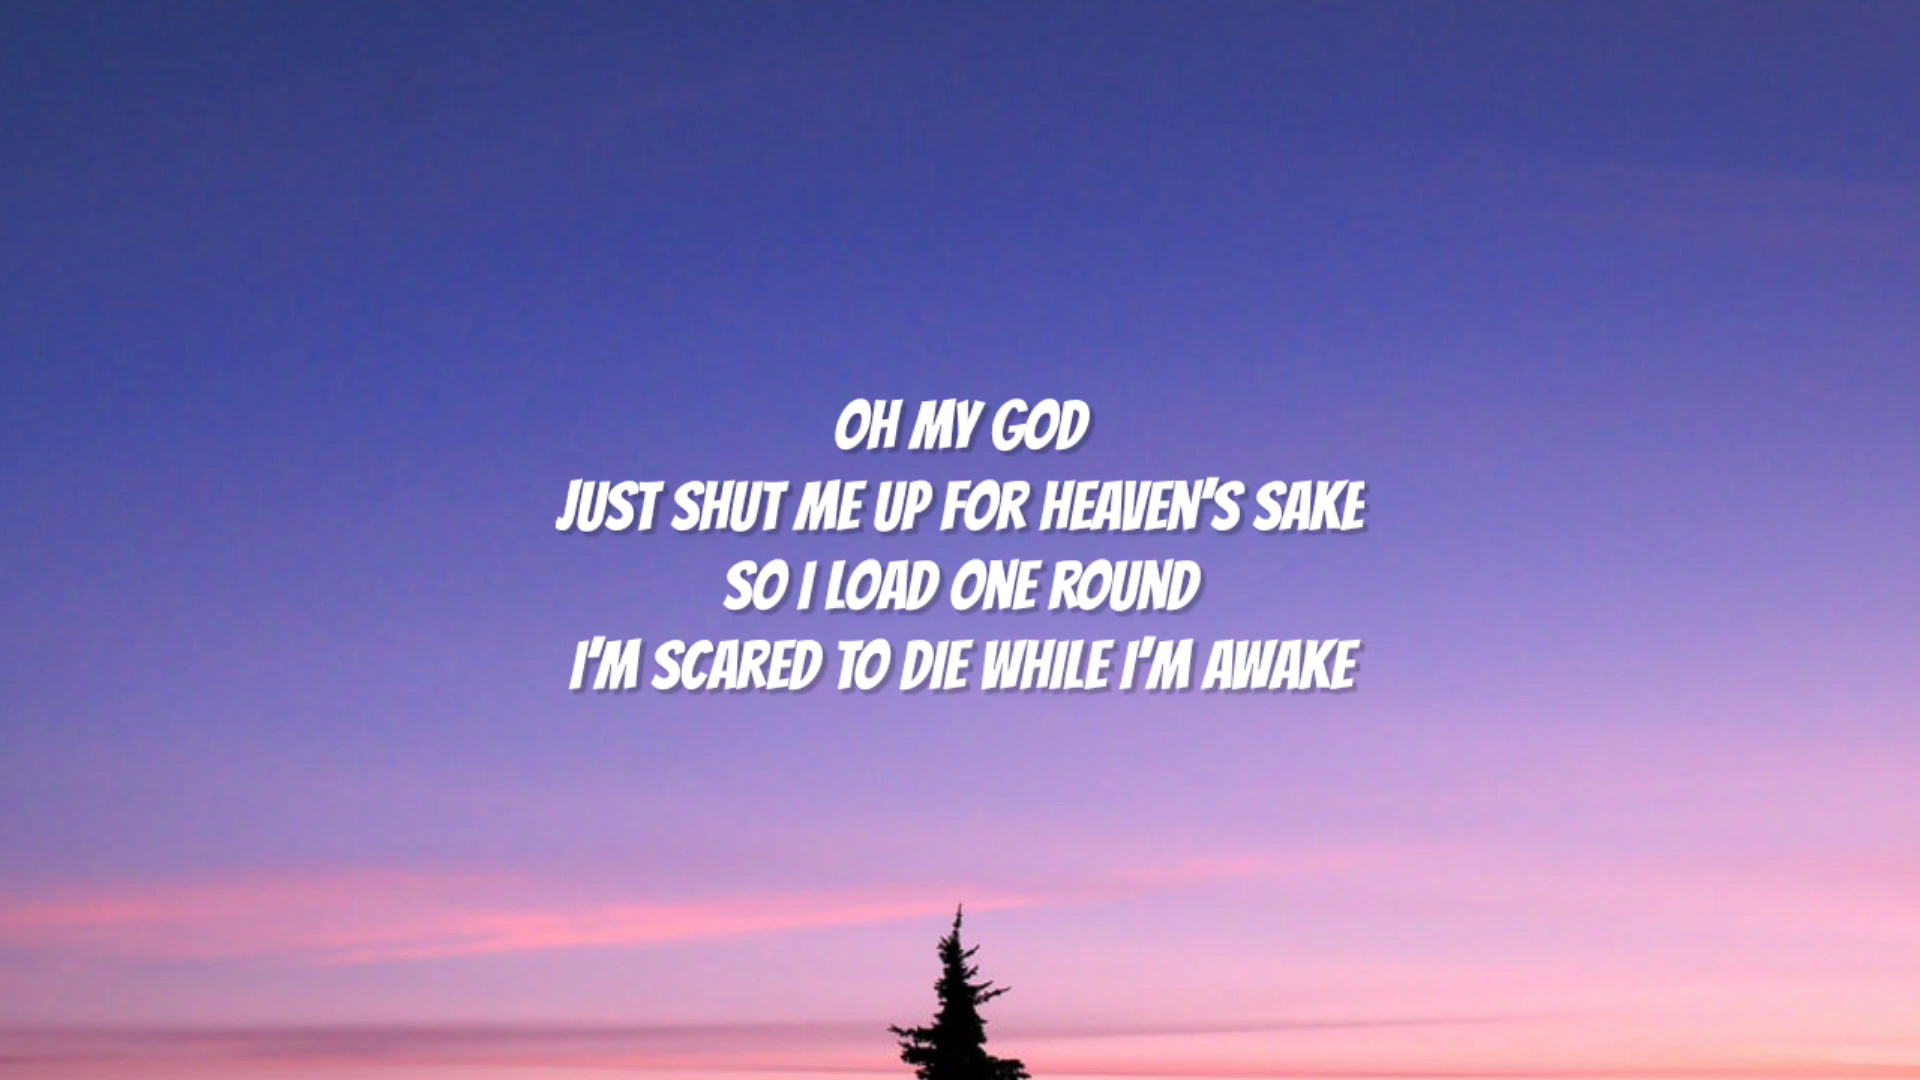 OH MY GOD
JUST SHUT ME UP FOR HEAVEN'S SAKE
SO I LOAD ONE ROUND
I'M SCARED TO DIE WHILE I'M AWAKE